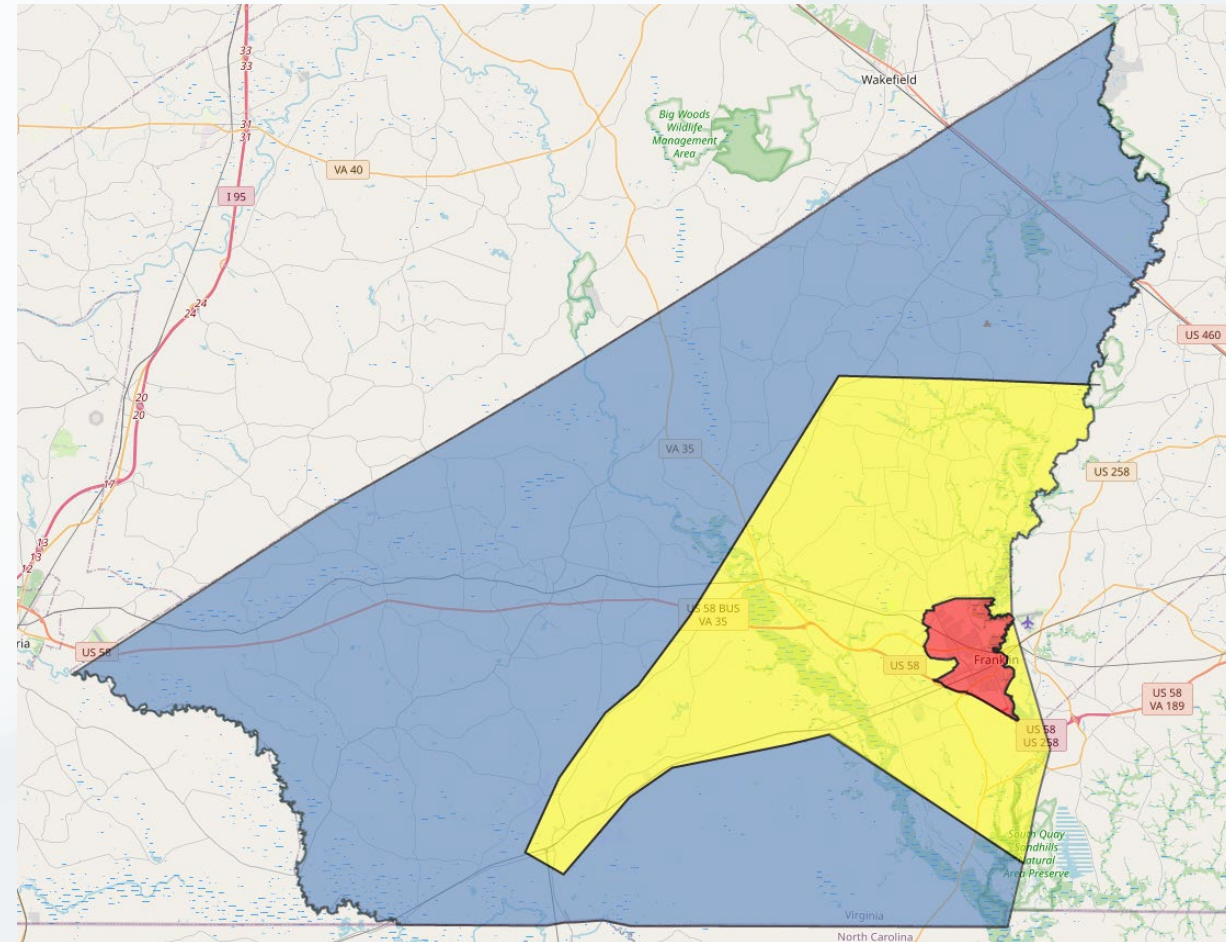 33
33
Wakefield
31
31
Big Woods
Wildlife
Management
Area
VA 40
I 95
24
24
US 460
20
20
VA 35
US 258
17
13
13
12
US 58 BUS
VA 35
ria
US 58
US 58
Franklin
US 58
VA 189
US 58
US 258
South Quay
Sandhills
Natural
Area Preserve
Virginia
North Carolina